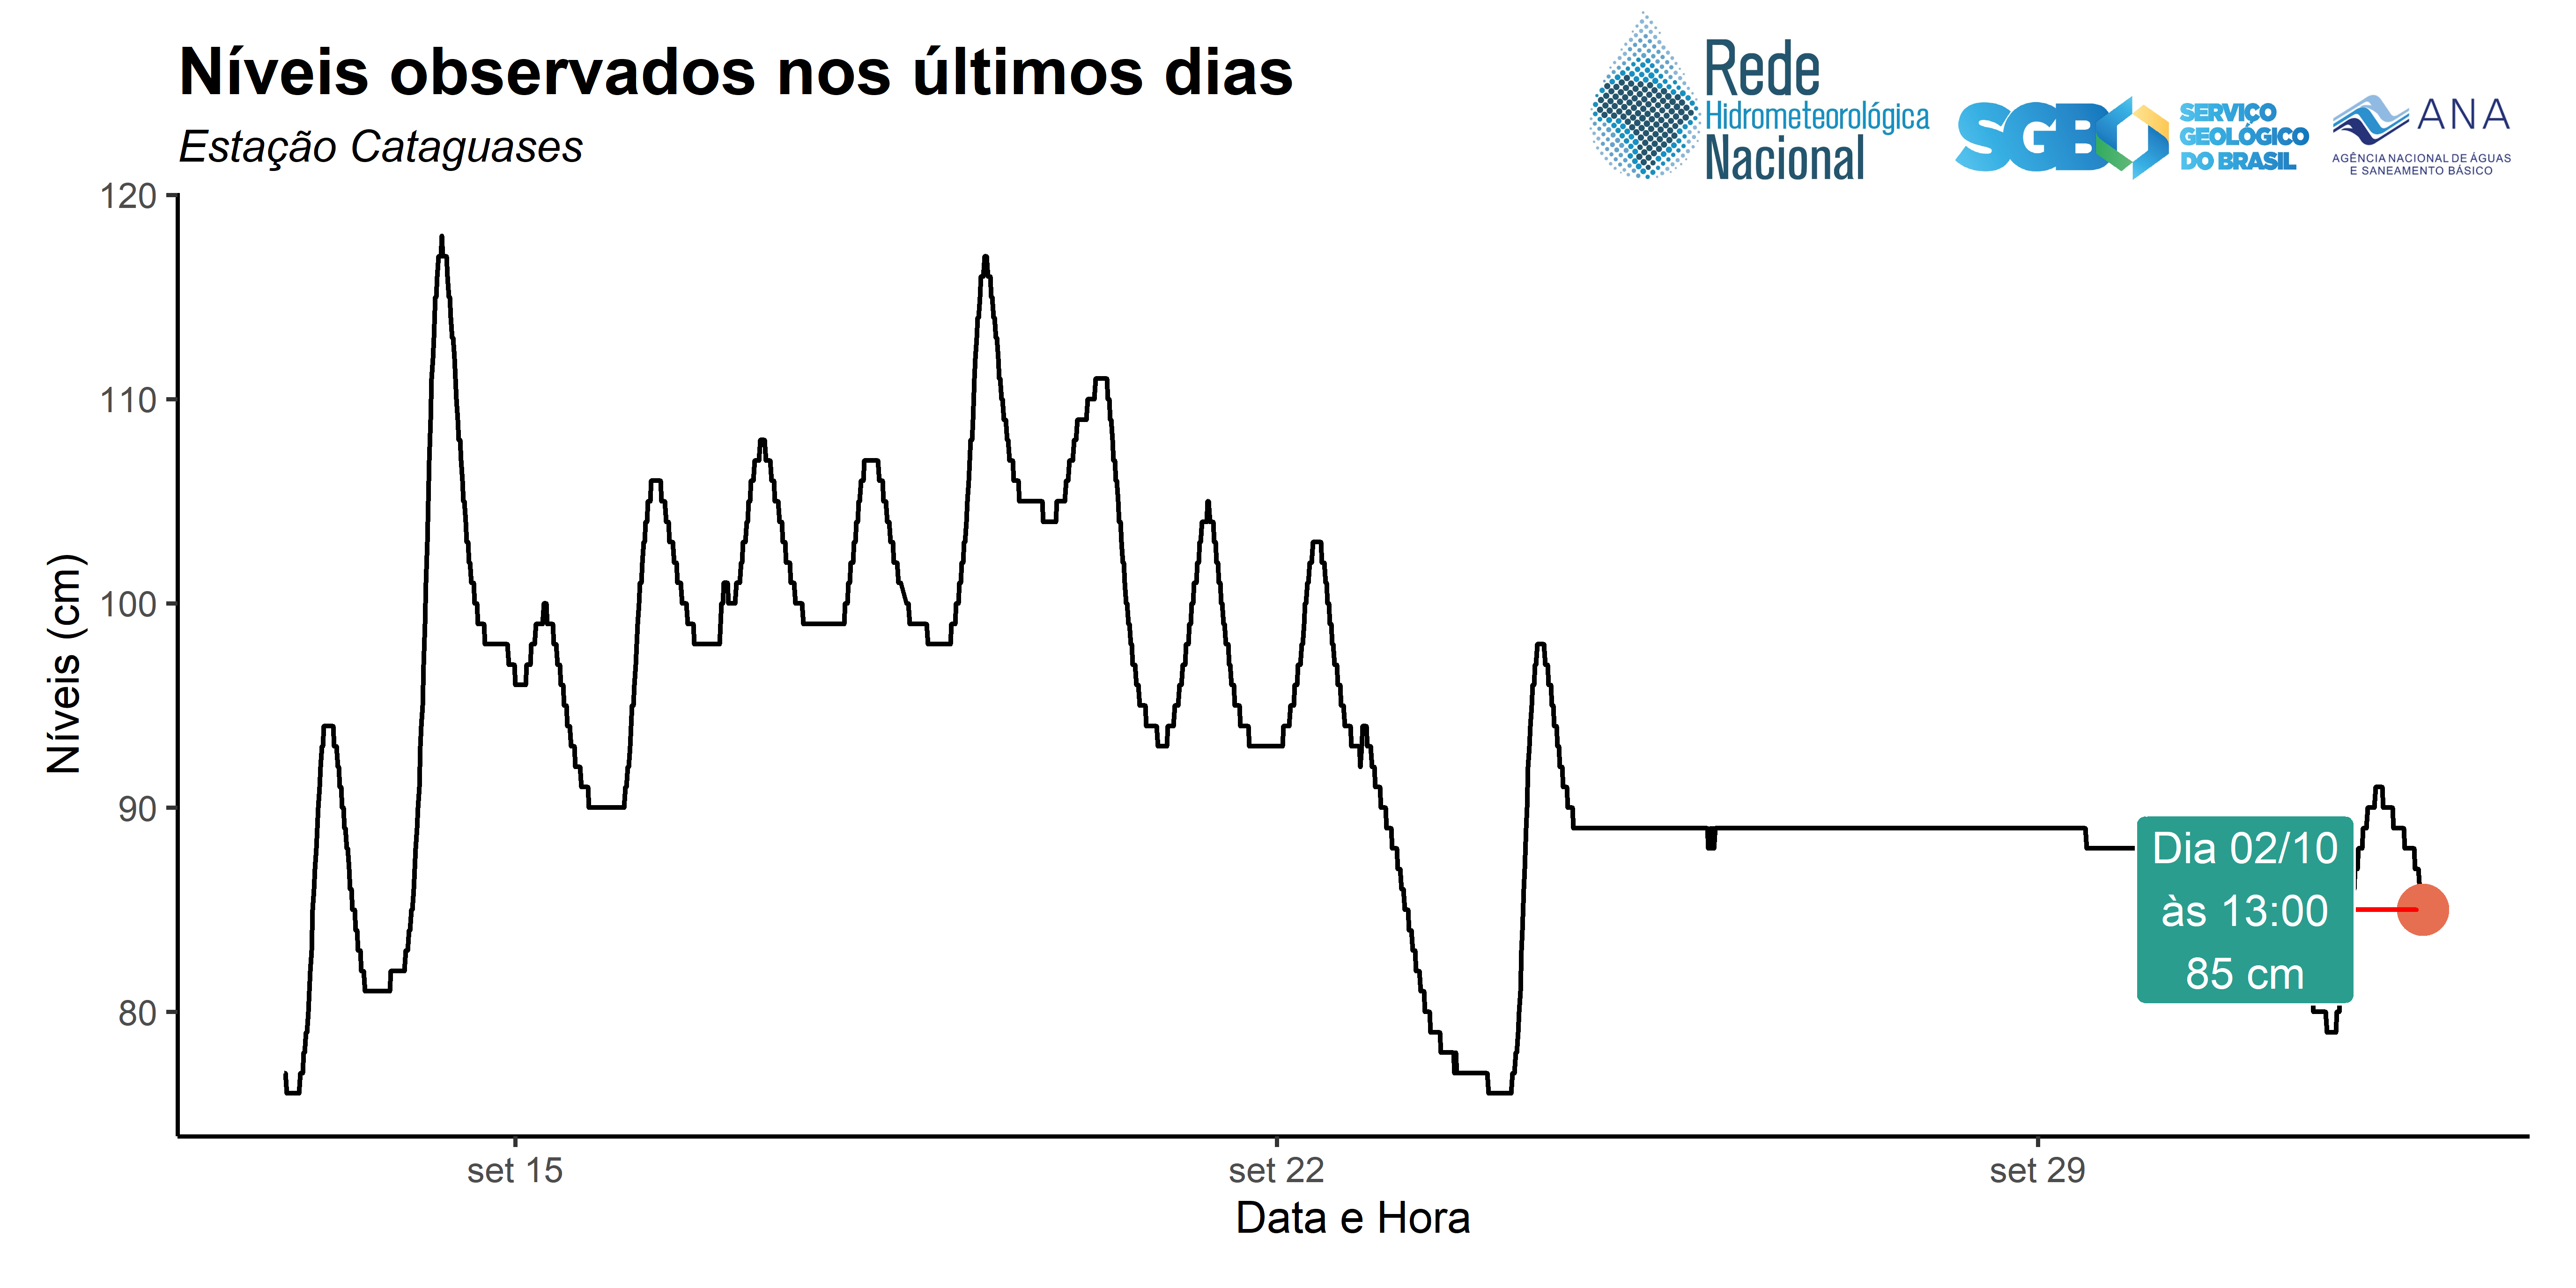 Níveis observados nos últimos dias
Estação Cataguases
Rede
Hidrometeorológica
Nacional
SGB
SERVIÇO
GEOLÓGICO
DO BRASIL
ANA
AGÊNCIA NACIONAL DE ÁGUAS
E SANEAMENTO BÁSICO
Níveis (cm)
120
110
100
90
80
Dia 02/10
às 13:00
85 cm
set 15
set 22
set 29
Data e Hora